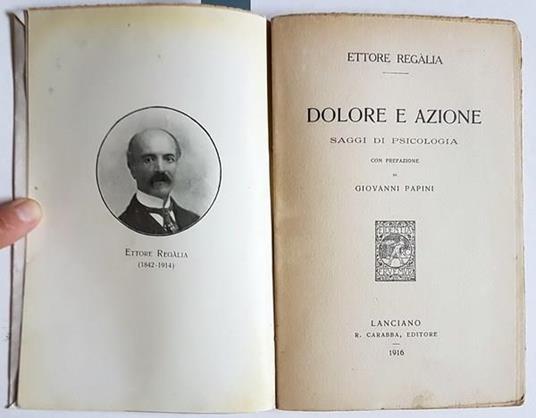 ETTORE REGÀLIA
(1842-1914)
ETTORE REGÀLIA
DOLORE E AZIONE
SAGGI DI PSICOLOGIA
CON PREFAZIONE
DI
GIOVANNI PAPINI
LANCIANO
R. CARABBA, EDITORE
1916